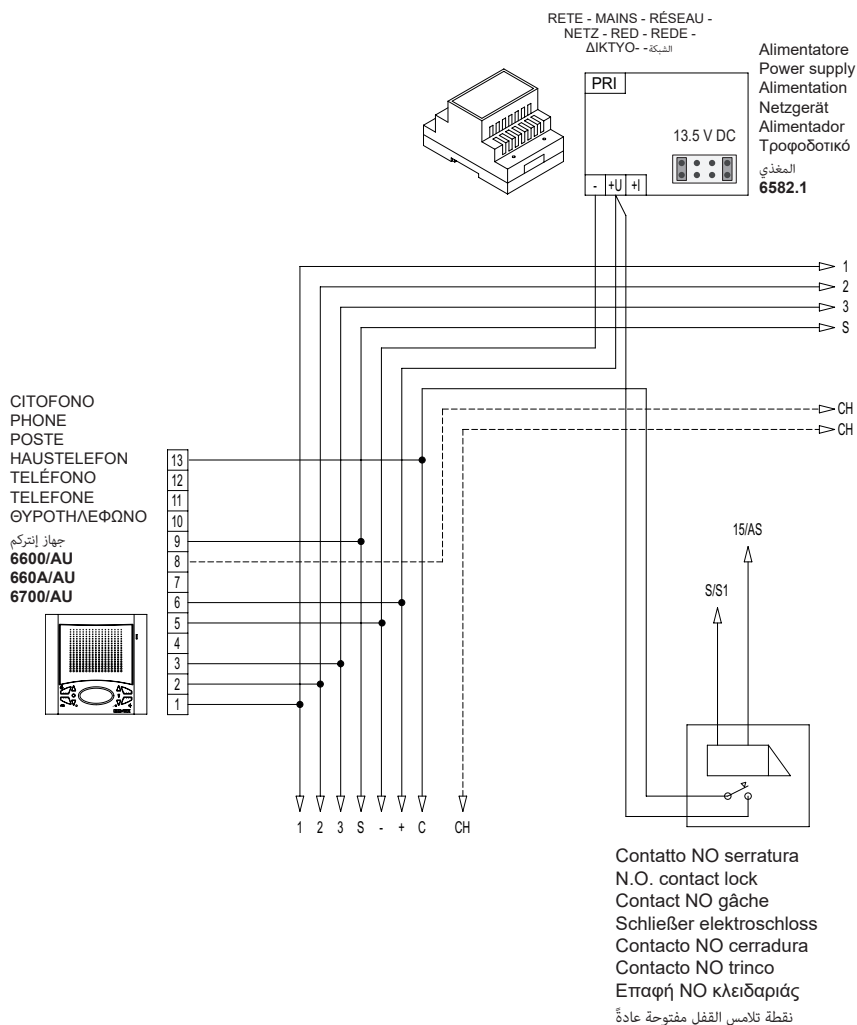 RETE - MAINS - RÉSEAU -
NETZ - RED - REDE -
ΔΙΚΤΥΟ- -الشبكة
PRI
13.5 V DC
- +U +I
Alimentatore
Power supply
Alimentation
Netzgerät
Alimentador
Τροφοδοτικό
المغذي
6582.1
1
2
3
S
CH
CH
CITOFONO
PHONE
POSTE
HAUSTELEFON
TELÉFONO
TELEFONE
ΘΥΡΟΤΗΛΕΦΩΝΟ
جهاز إنتركم
6600/AU
660A/AU
6700/AU
13
12
11
10
9
8
7
6
5
4
3
2
1
15/AS
S/S1
1 2 3 S - + C CH
Contatto NO serratura
N.O. contact lock
Contact NO gâche
Schließer elektroschloss
Contacto NO cerradura
Contacto NO trinco
Επαφή NO κλειδαριάς
نقطة تلامس القفل مفتوحة عادةً